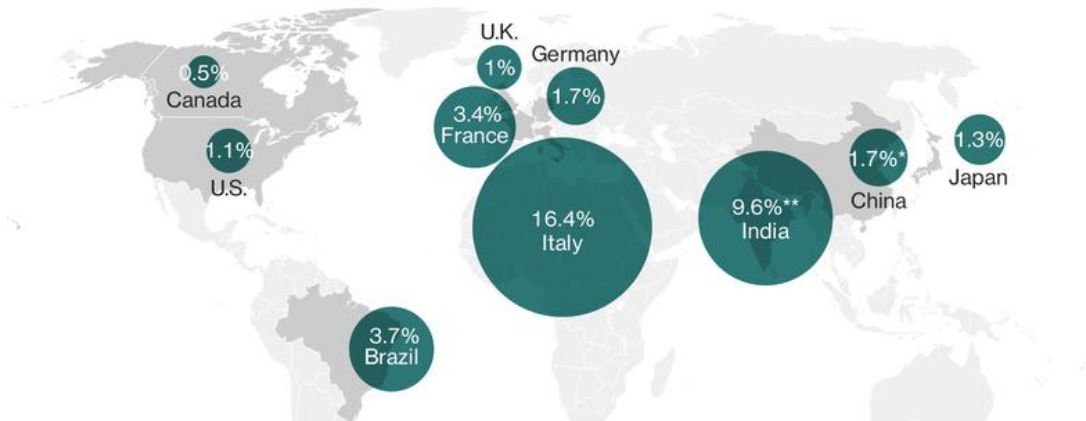 U.K.
1%
Germany
1.7%
0.5%
Canada
3.4%
France
1.1%
U.S.
1.3%
Japan
1.7%*
China
16.4%
Italy
9.6%**
India
3.7%
Brazil